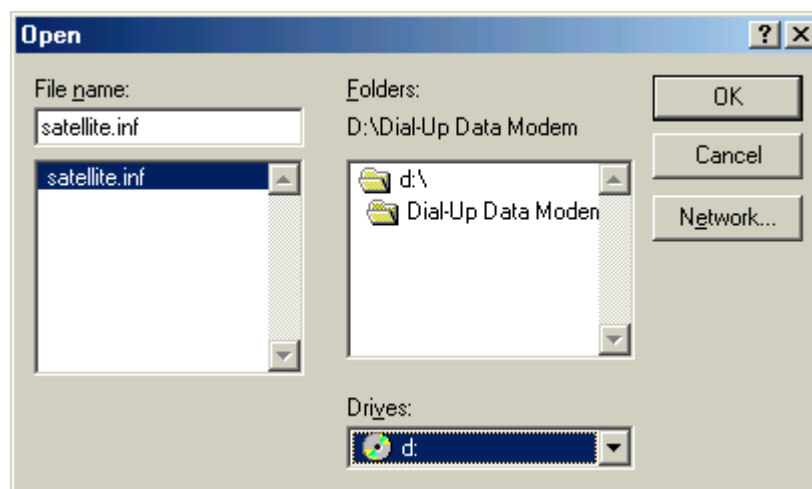 Open
File name:
satellite.inf
satellite.inf
Folders:
D:\Dial-Up Data Modem
d:\
Dial-Up Data Modem
Drives:
d:
OK
Cancel
Network...